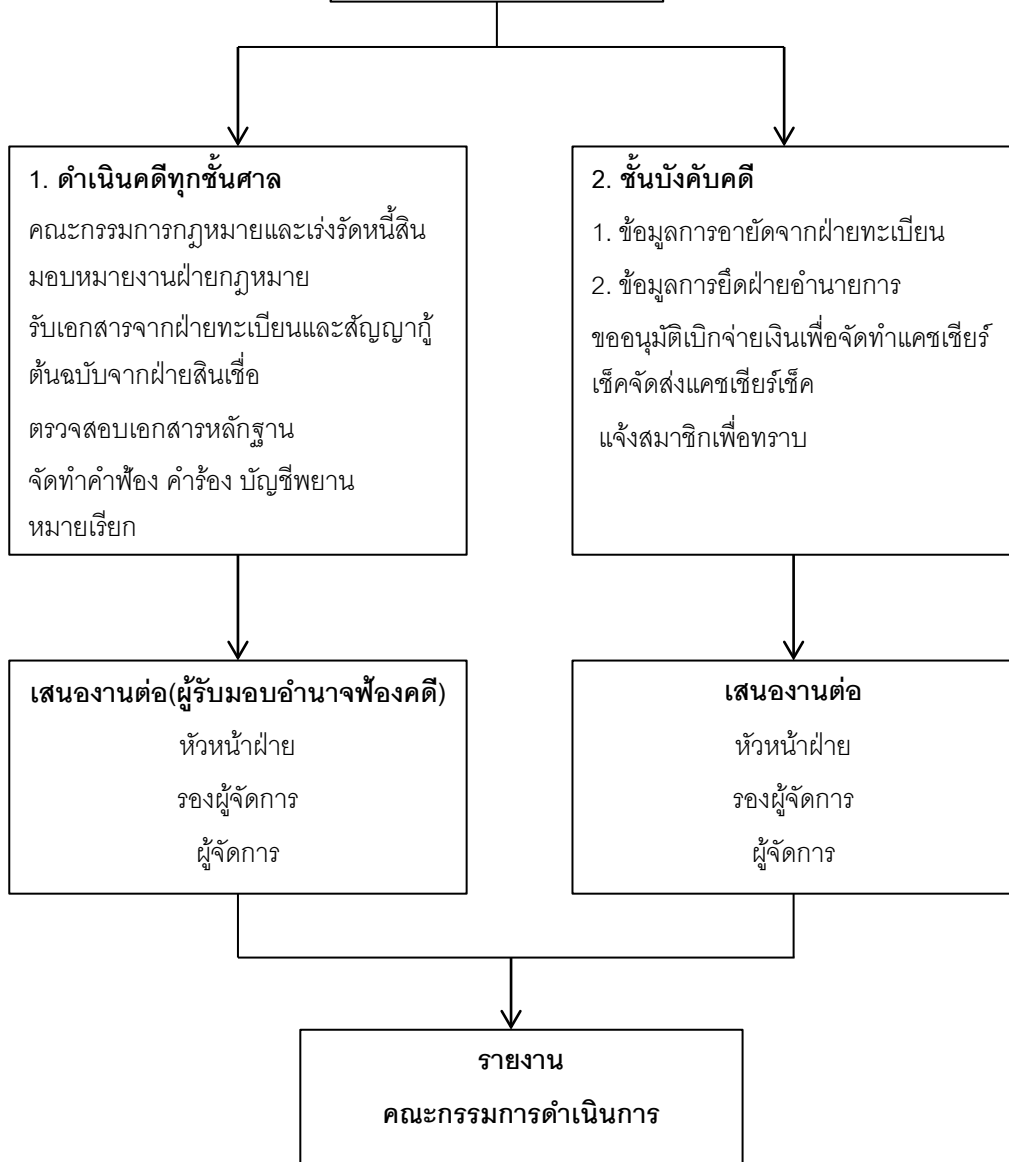 1. ดำเนินคดีทุกชั้นศาล
คณะกรรมการกฎหมายและเร่งรัดหนี้สิน
มอบหมายงานฝ่ายกฎหมาย
รับเอกสารจากฝ่ายทะเบียนและสัญญากู้
ต้นฉบับจากฝ่ายสินเชื่อ
ตรวจสอบเอกสารหลักฐาน
จัดทำคำฟ้อง คำร้อง บัญชีพยาน
หมายเรียก
2. ชั้นบังคับคดี
1. ข้อมูลการอายัดจากฝ่ายทะเบียน
2. ข้อมูลการยึดฝ่ายอำนายการ
ขออนุมัติเบิกจ่ายเงินเพื่อจัดทำแคชเชียร์
เช็คจัดส่งแคชเชียร์เช็ค
แจ้งสมาชิกเพื่อทราบ
เสนองานต่อ(ผู้รับมอบอำนาจฟ้องคดี)
หัวหน้าฝ่าย
รองผู้จัดการ
ผู้จัดการ
เสนองานต่อ
หัวหน้าฝ่าย
รองผู้จัดการ
ผู้จัดการ
รายงาน
คณะกรรมการดำเนินการ